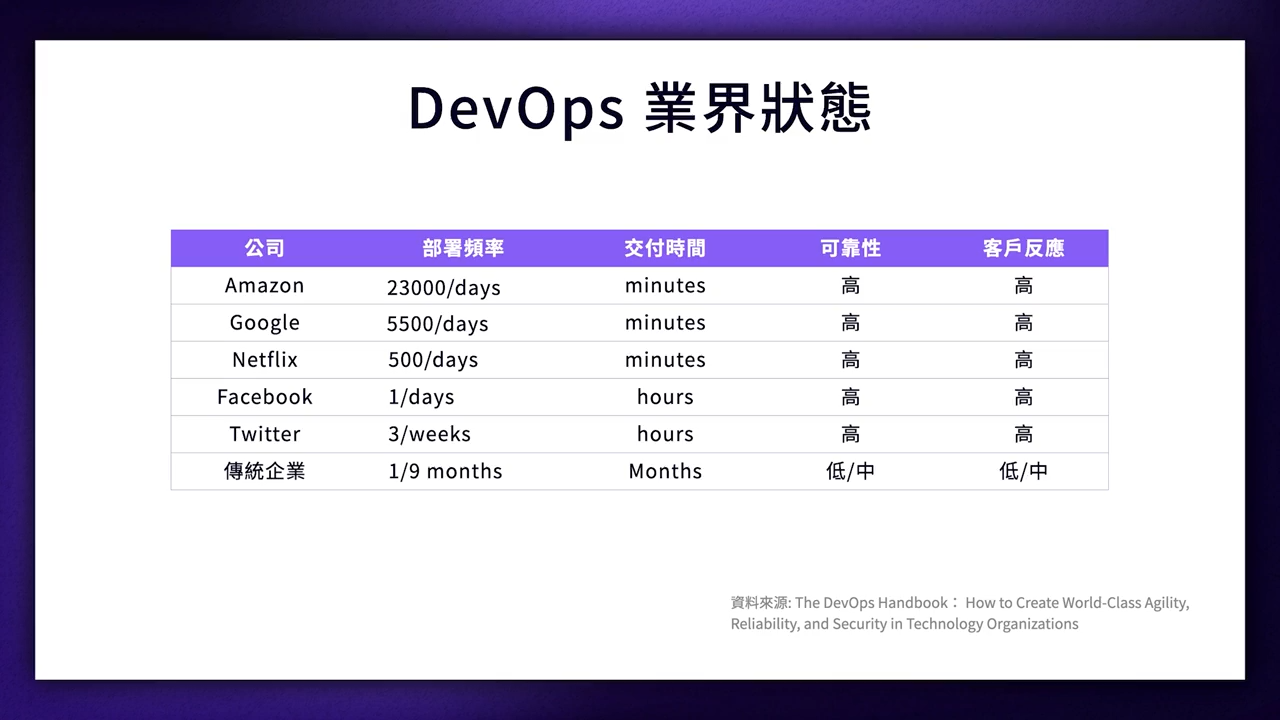 DevOps 業界狀態
公司 部署頻率 交付時間 可靠性 客戶反應
Amazon 23000/days minutes 高 高
Google 5500/days minutes 高 高
Netflix 500/days minutes 高 高
Facebook 1/days hours 高 高
Twitter 3/weeks hours 高 高
傳統企業 1/9 months Months 低/中 低/中
資料來源: The DevOps Handbook： How to Create World-Class Agility,
Reliability, and Security in Technology Organizations